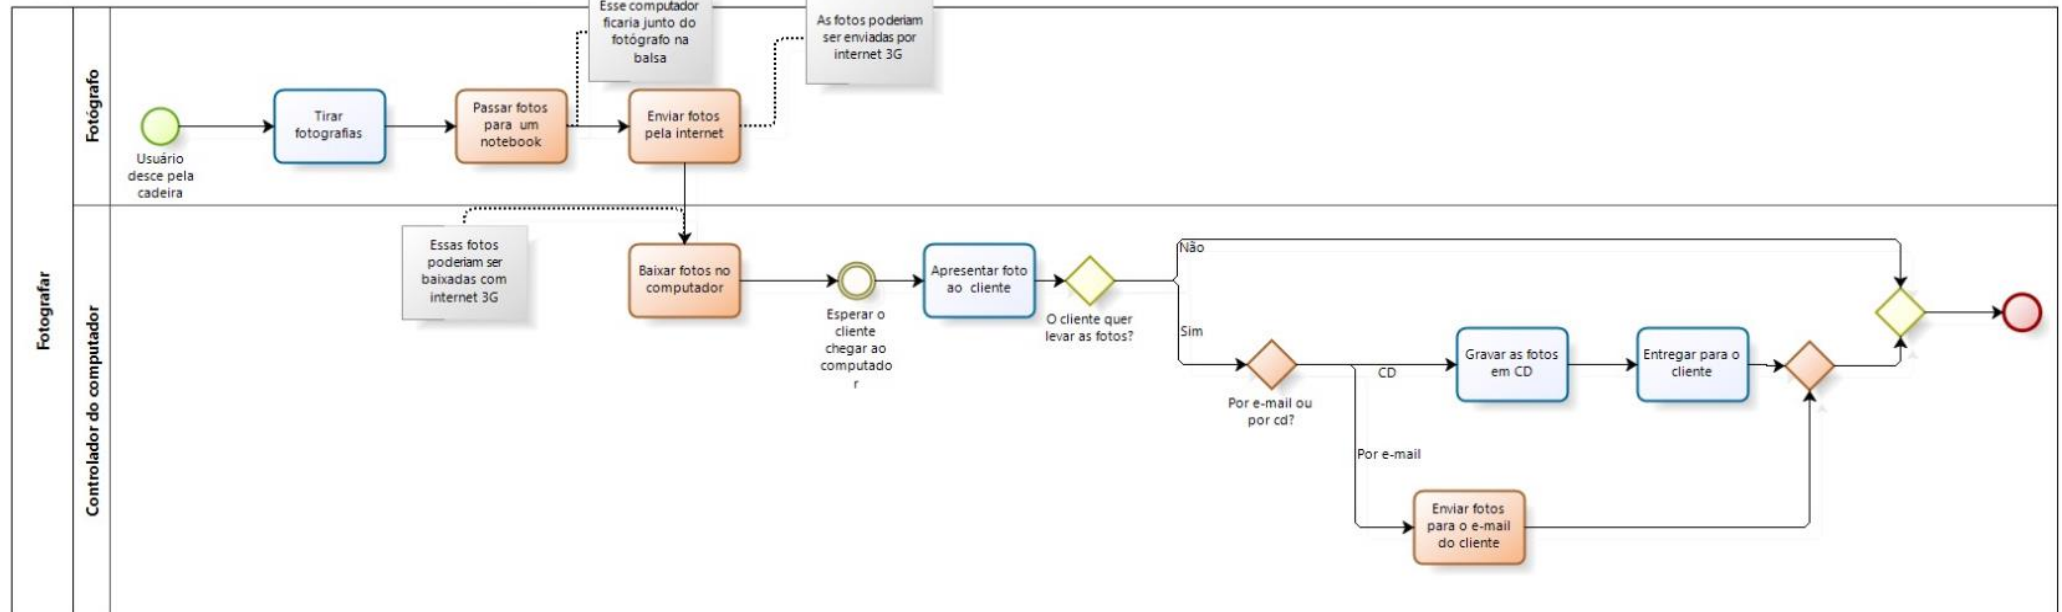 Esse computador
ficaria junto do
fotógrafo na
balsa
As fotos poderiam
ser enviadas por
internet 3G
Fotógrafo
Usuário
desce pela
cadeira
Tirar
fotografias
Passar fotos
para um
notebook
Enviar fotos
pela internet
Fotografar
Controlador do computador
Essas fotos
poderiam ser
baixadas com
internet 3G
Baixar fotos no
computador
Esperar o
cliente
chegar ao
computado
r
Apresentar foto
ao cliente
O cliente quer
levar as fotos?
Não
Sim
Por e-mail ou
por cd?
CD
Gravar as fotos
em CD
Entregar para o
cliente
Por e-mail
Enviar fotos
para o e-mail
do cliente